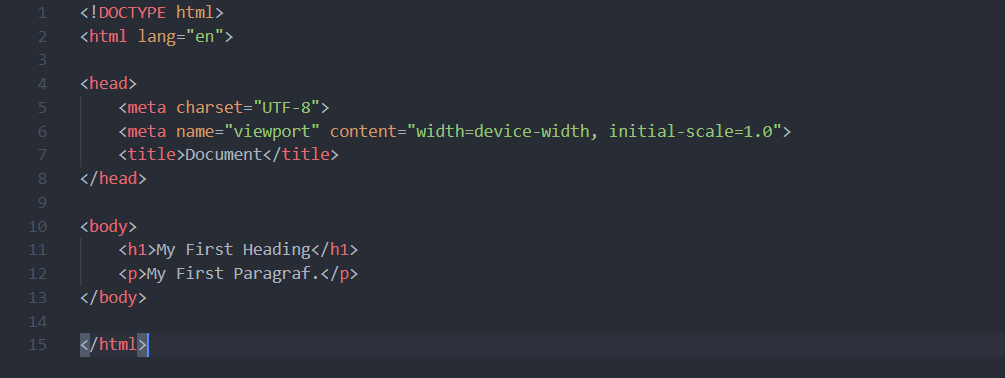 1 <!DOCTYPE html>
2 <html lang="en">
3
4 <head>
5     <meta charset="UTF-8">
6     <meta name="viewport" content="width=device-width, initial-scale=1.0">
7     <title>Document</title>
8 </head>
9
10 <body>
11     <h1>My First Heading</h1>
12     <p>My First Paragraf.</p>
13 </body>
14
15 </html>